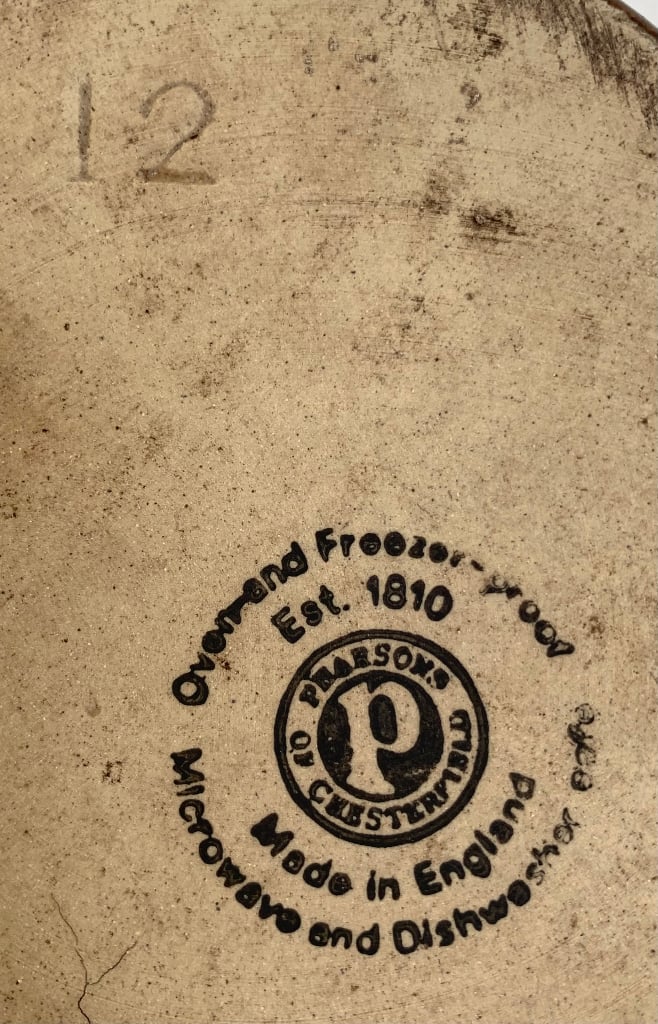 12
Oven-and Freezer-proof
Est. 1810
PEARSONS
OF CHESTERFIELD
P
Made in England
Microwave and Dishwasher safe